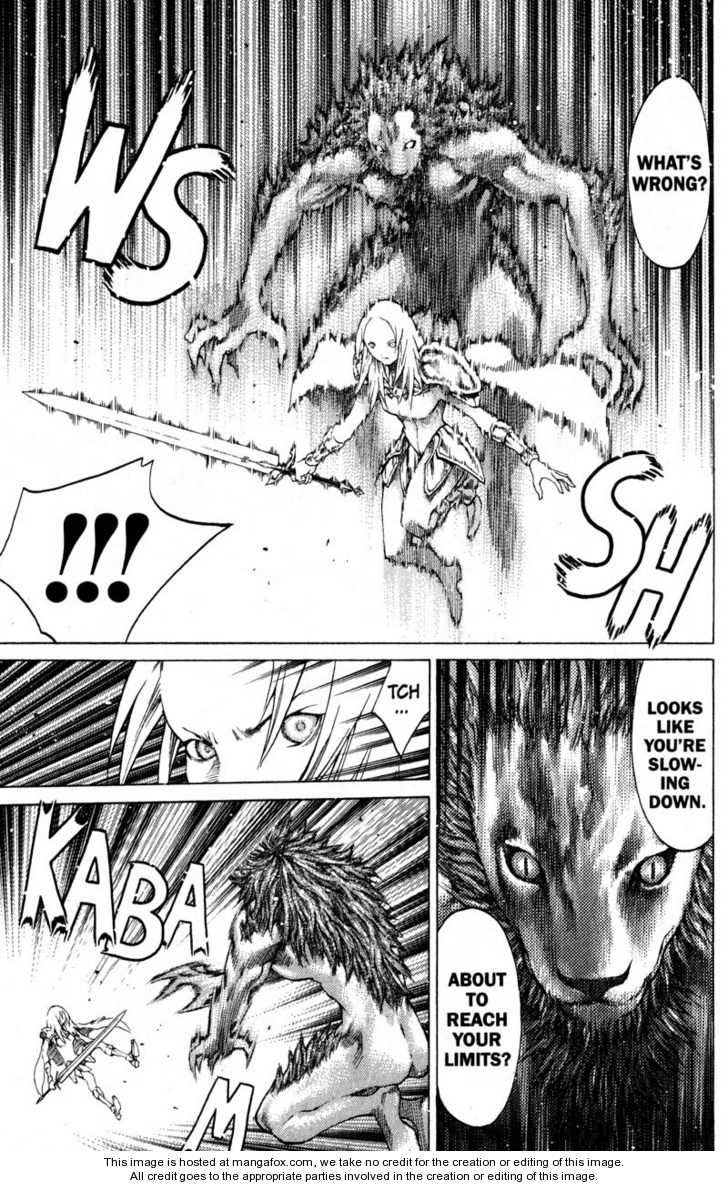 WHAT'S
WRONG?
WS
SH
!!!
LOOKS
LIKE
YOU'RE
SLOW-
ING
DOWN.
ABOUT
TO
REACH
YOUR
LIMITS?
TCH
...
KABA
M
This image is hosted at mangafox.com, we take no credit for the creation or editing of this image.
All credit goes to the appropriate parties involved in the creation or editing of this image.